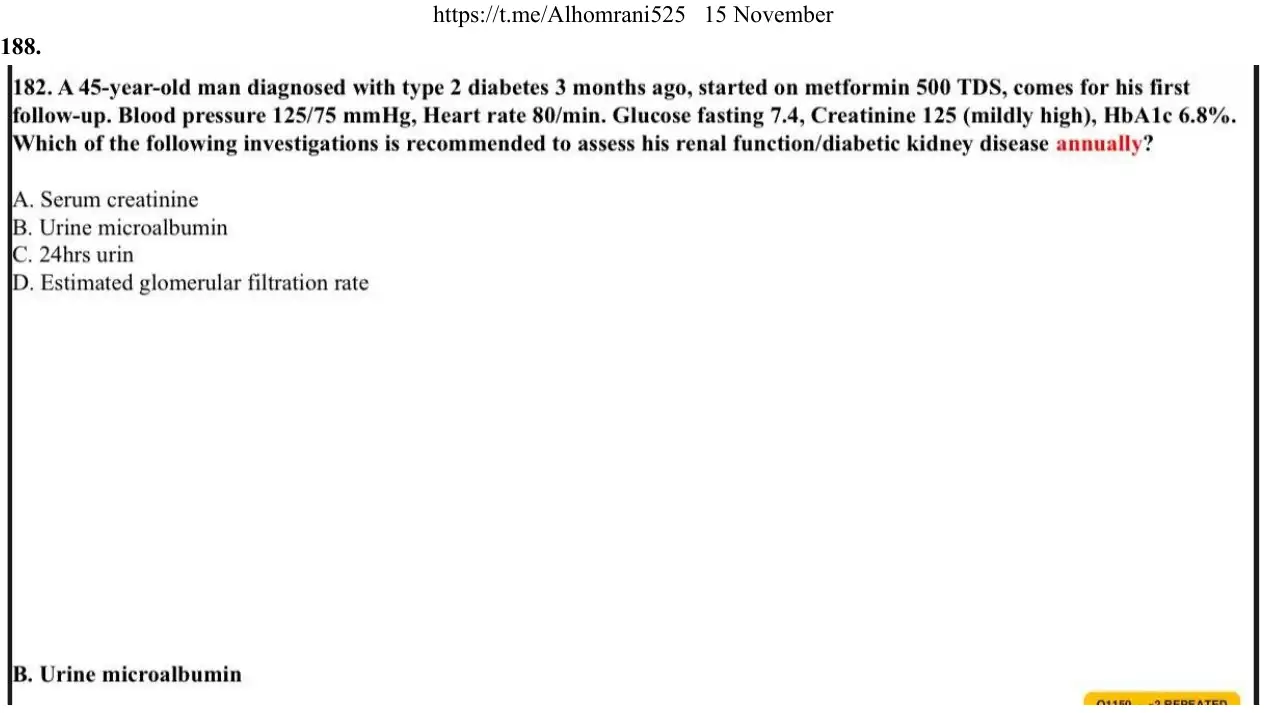 https://t.me/Alhomrani525 15 November
188.
182. A 45-year-old man diagnosed with type 2 diabetes 3 months ago, started on metformin 500 TDS, comes for his first
follow-up. Blood pressure 125/75 mmHg, Heart rate 80/min. Glucose fasting 7.4, Creatinine 125 (mildly high), HbA1c 6.8%.
Which of the following investigations is recommended to assess his renal function/diabetic kidney disease annually?
A. Serum creatinine
B. Urine microalbumin
C. 24hrs urin
D. Estimated glomerular filtration rate
B. Urine microalbumin